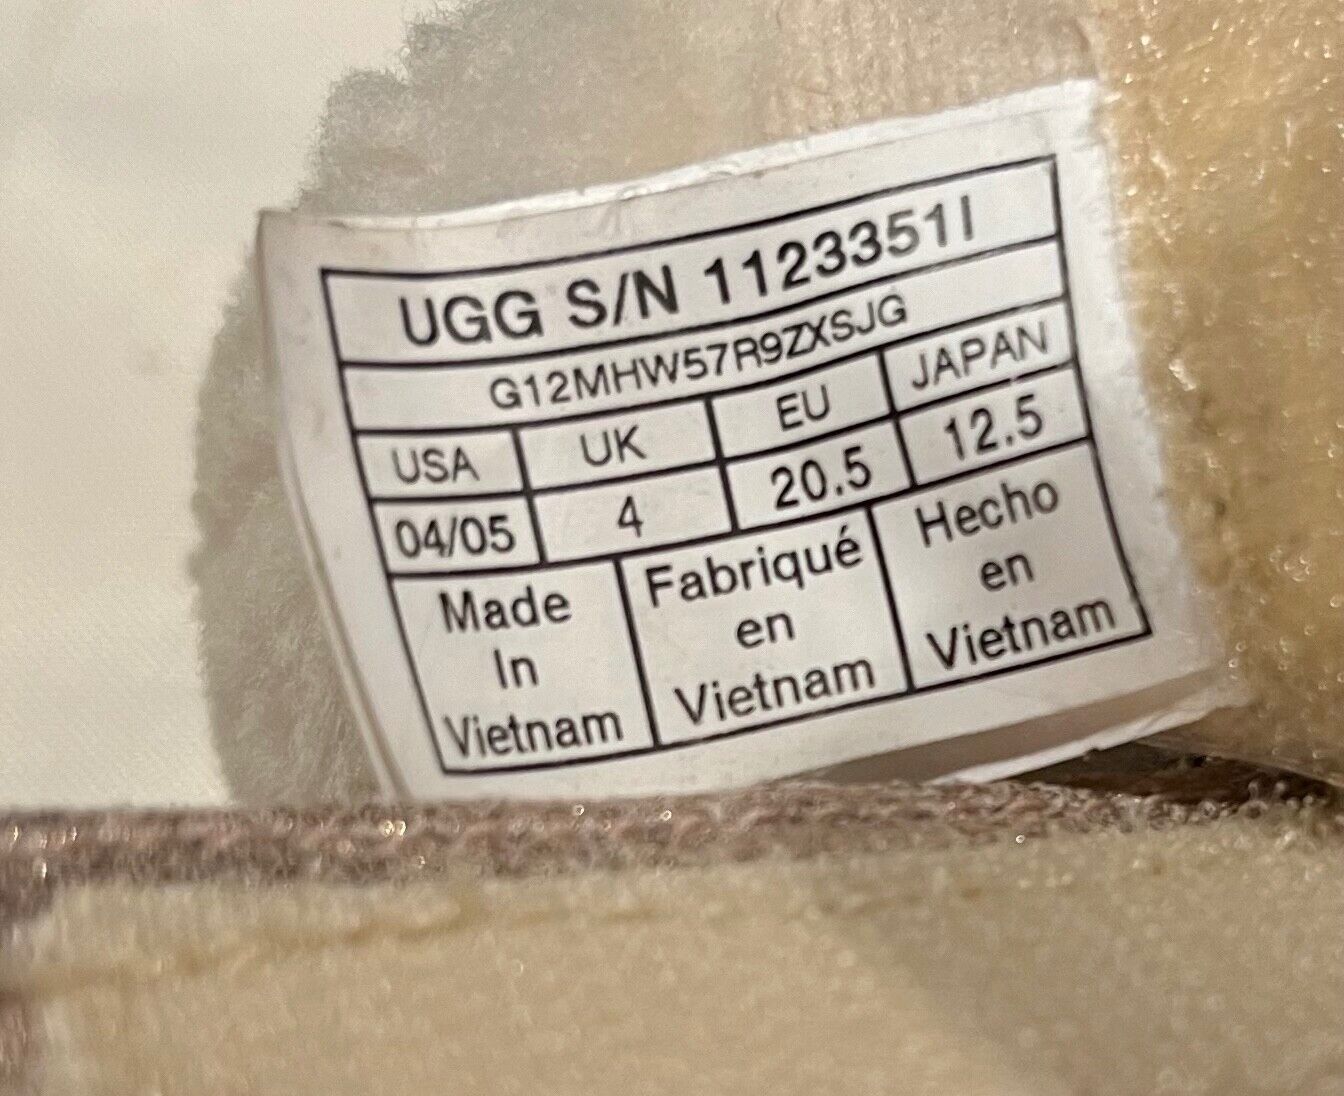 UGG S/N 1123351I
G12MHW57R9ZXSJG
USA UK EU JAPAN
04/05 4 20.5 12.5
Made
In
Vietnam
Fabriqué
en
Vietnam
Hecho
en
Vietnam